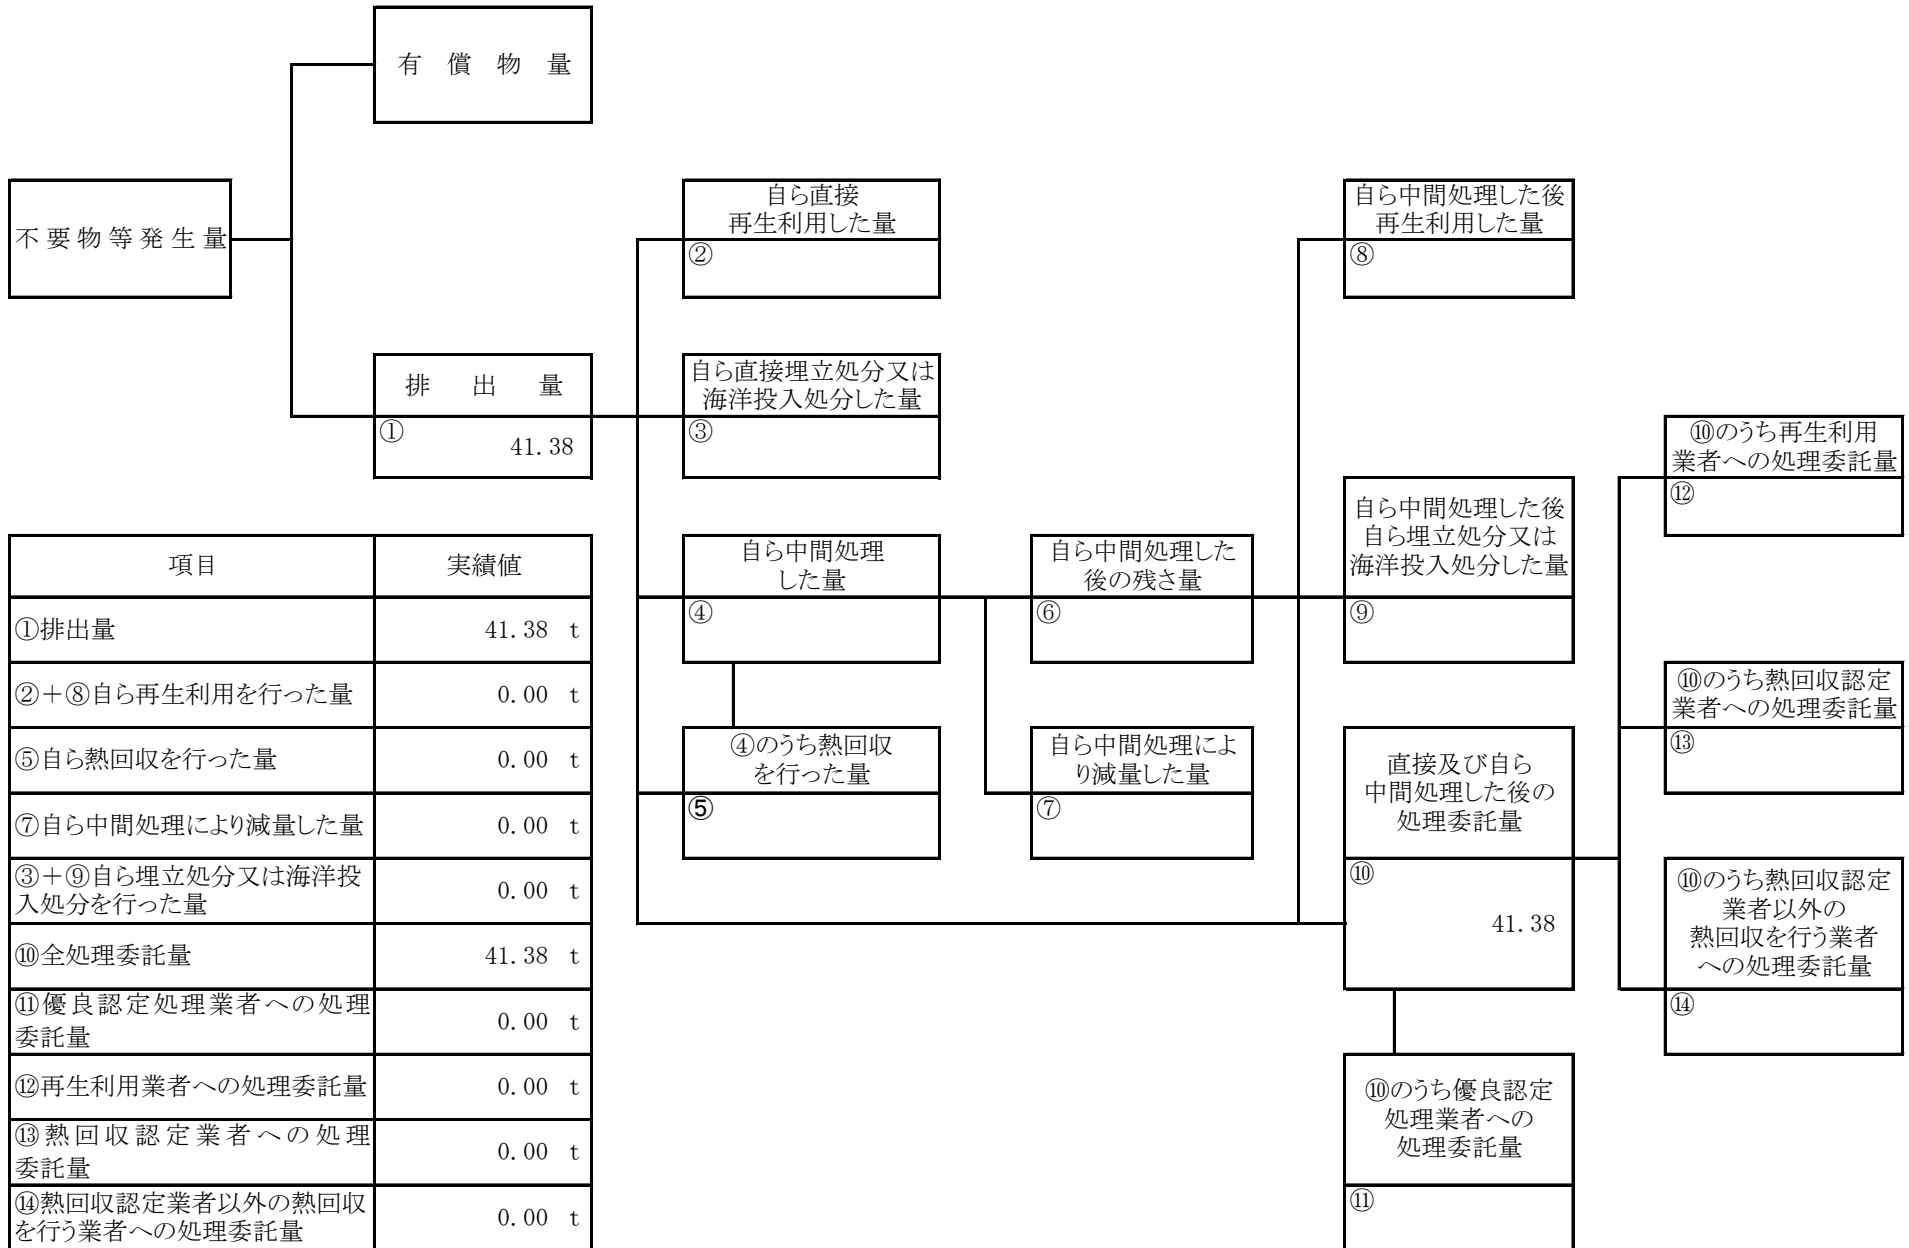 有　償　物　量
不要物等発生量
自ら直接
再生利用した量
②
自ら中間処理した後
再生利用した量
⑧
排　出　量
①
41.38
自ら直接埋立処分又は
海洋投入処分した量
③
⑩のうち再生利用
業者への処理委託量
⑫
自ら中間処理した後
自ら埋立処分又は
海洋投入処分した量
⑨
自ら中間処理
した量
④
自ら中間処理した
後の残さ量
⑥
⑩のうち熱回収認定
業者への処理委託量
⑬
④のうち熱回収
を行った量
⑤
自ら中間処理によ
り減量した量
⑦
直接及び自ら
中間処理した後の
処理委託量
⑩
41.38
⑩のうち熱回収認定
業者以外の
熱回収を行う業者
への処理委託量
⑭
⑩のうち優良認定
処理業者への
処理委託量
⑪
項目　実績値
①排出量　41.38 t
②＋⑧自ら再生利用を行った量　0.00 t
⑤自ら熱回収を行った量　0.00 t
⑦自ら中間処理により減量した量　0.00 t
③＋⑨自ら埋立処分又は海洋投
入処分を行った量　0.00 t
⑩全処理委託量　41.38 t
⑪優良認定処理業者への処理
委託量　0.00 t
⑫再生利用業者への処理委託量　0.00 t
⑬熱回収認定業者への処理
委託量　0.00 t
⑭熱回収認定業者以外の熱回収
を行う業者への処理委託量　0.00 t